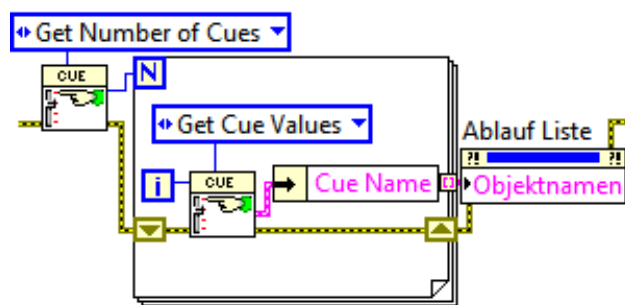 Get Number of Cues
CUE
N
Get Cue Values
Ablauf Liste
?! ?!
i
CUE
Cue Name
Objektnamen